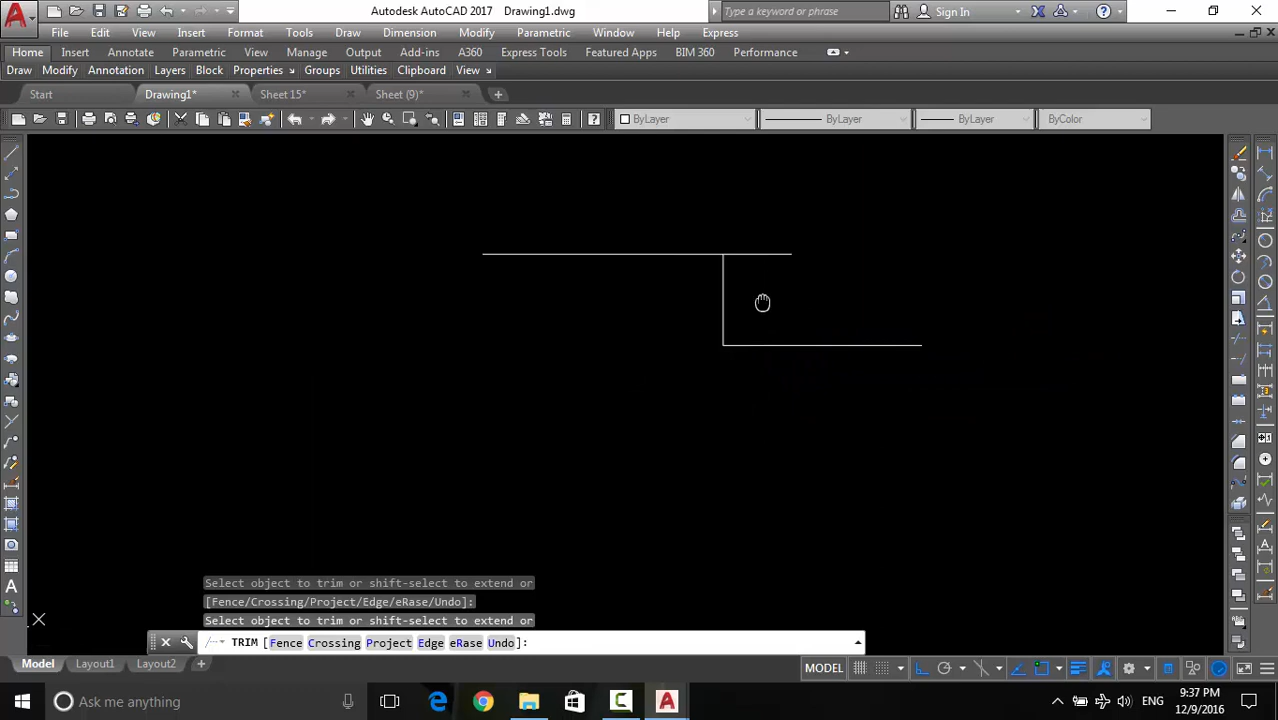 Autodesk AutoCAD 2017 Drawing1.dwg
Type a keyword or phrase
Sign In
File Edit View Insert Format Tools Draw Dimension Modify Parametric Window Help Express
Home Insert Annotate Parametric View Manage Output Add-ins A360 Express Tools Featured Apps BIM 360 Performance
Draw Modify Annotation Layers Block Properties Groups Utilities Clipboard View
Start Drawing1* Sheet 15* Sheet (9)*
ByLayer ByLayer ByLayer ByColor
Select object to trim or shift-select to extend or
[Fence/Crossing/Project/Edge/eRase/Undo]:
Select object to trim or shift-select to extend or
TRIM [Fence Crossing Project Edge eRase Undo]:
Model Layout1 Layout2
MODEL
Ask me anything
ENG
9:37 PM
12/9/2016